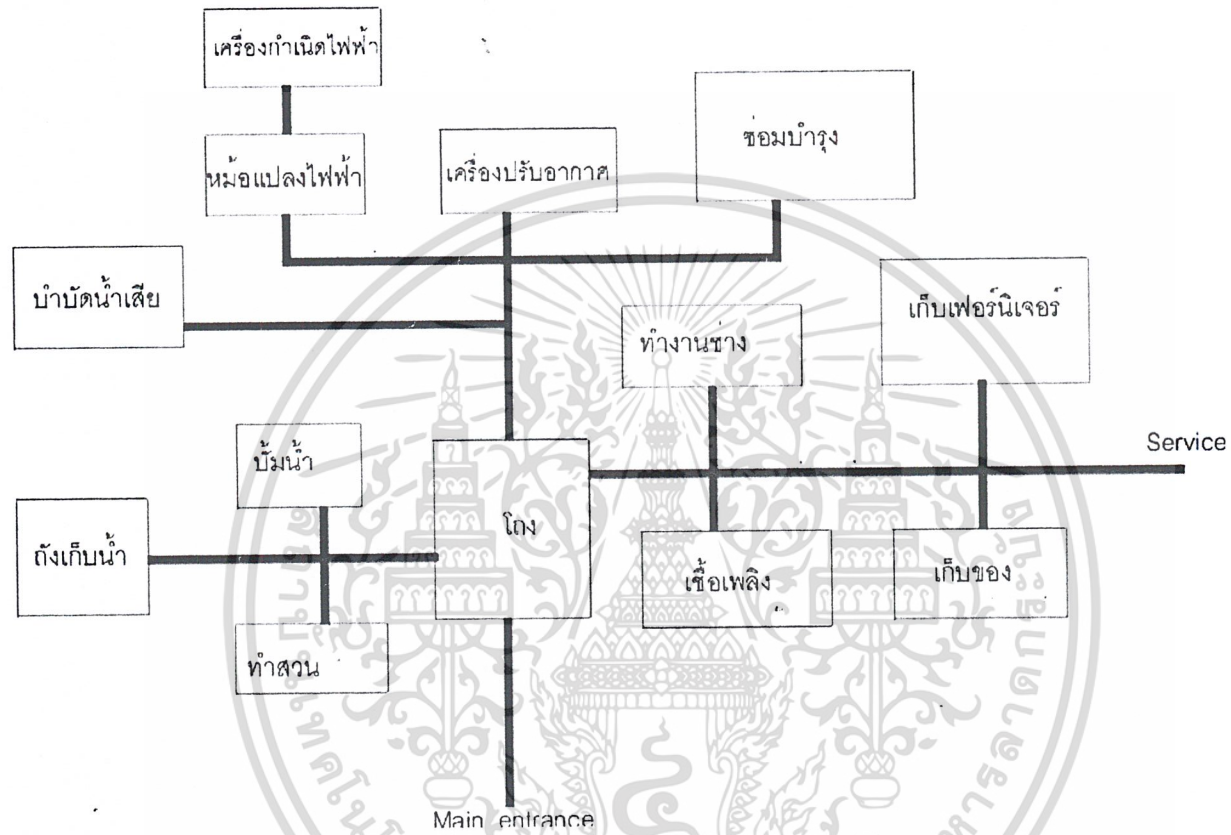 เครื่องกำเนิดไฟฟ้า
หม้อแปลงไฟฟ้า
เครื่องปรับอากาศ
ซ่อมบำรุง
บำบัดน้ำเสีย
ทำงานช่าง
เก็บเฟอร์นิเจอร์
ปั้มน้ำ
Service
ถังเก็บน้ำ
โถง
เชื้อเพลิง
เก็บของ
ทำสวน
Main entrance